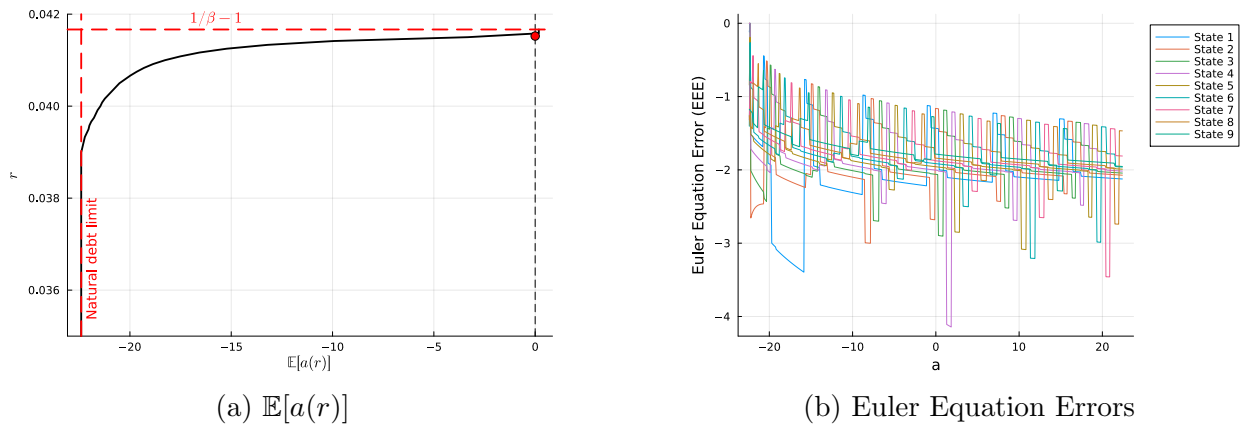 0.042
0.040
0.038
0.036
r
1/β − 1
Natural debt limit
−20
−15
−10
−5
0
𝔼[a(r)]
(a) 𝔼[a(r)]
0
−1
−2
−3
−4
Euler Equation Error (EEE)
−20
−10
0
10
20
a
State 1
State 2
State 3
State 4
State 5
State 6
State 7
State 8
State 9
(b) Euler Equation Errors